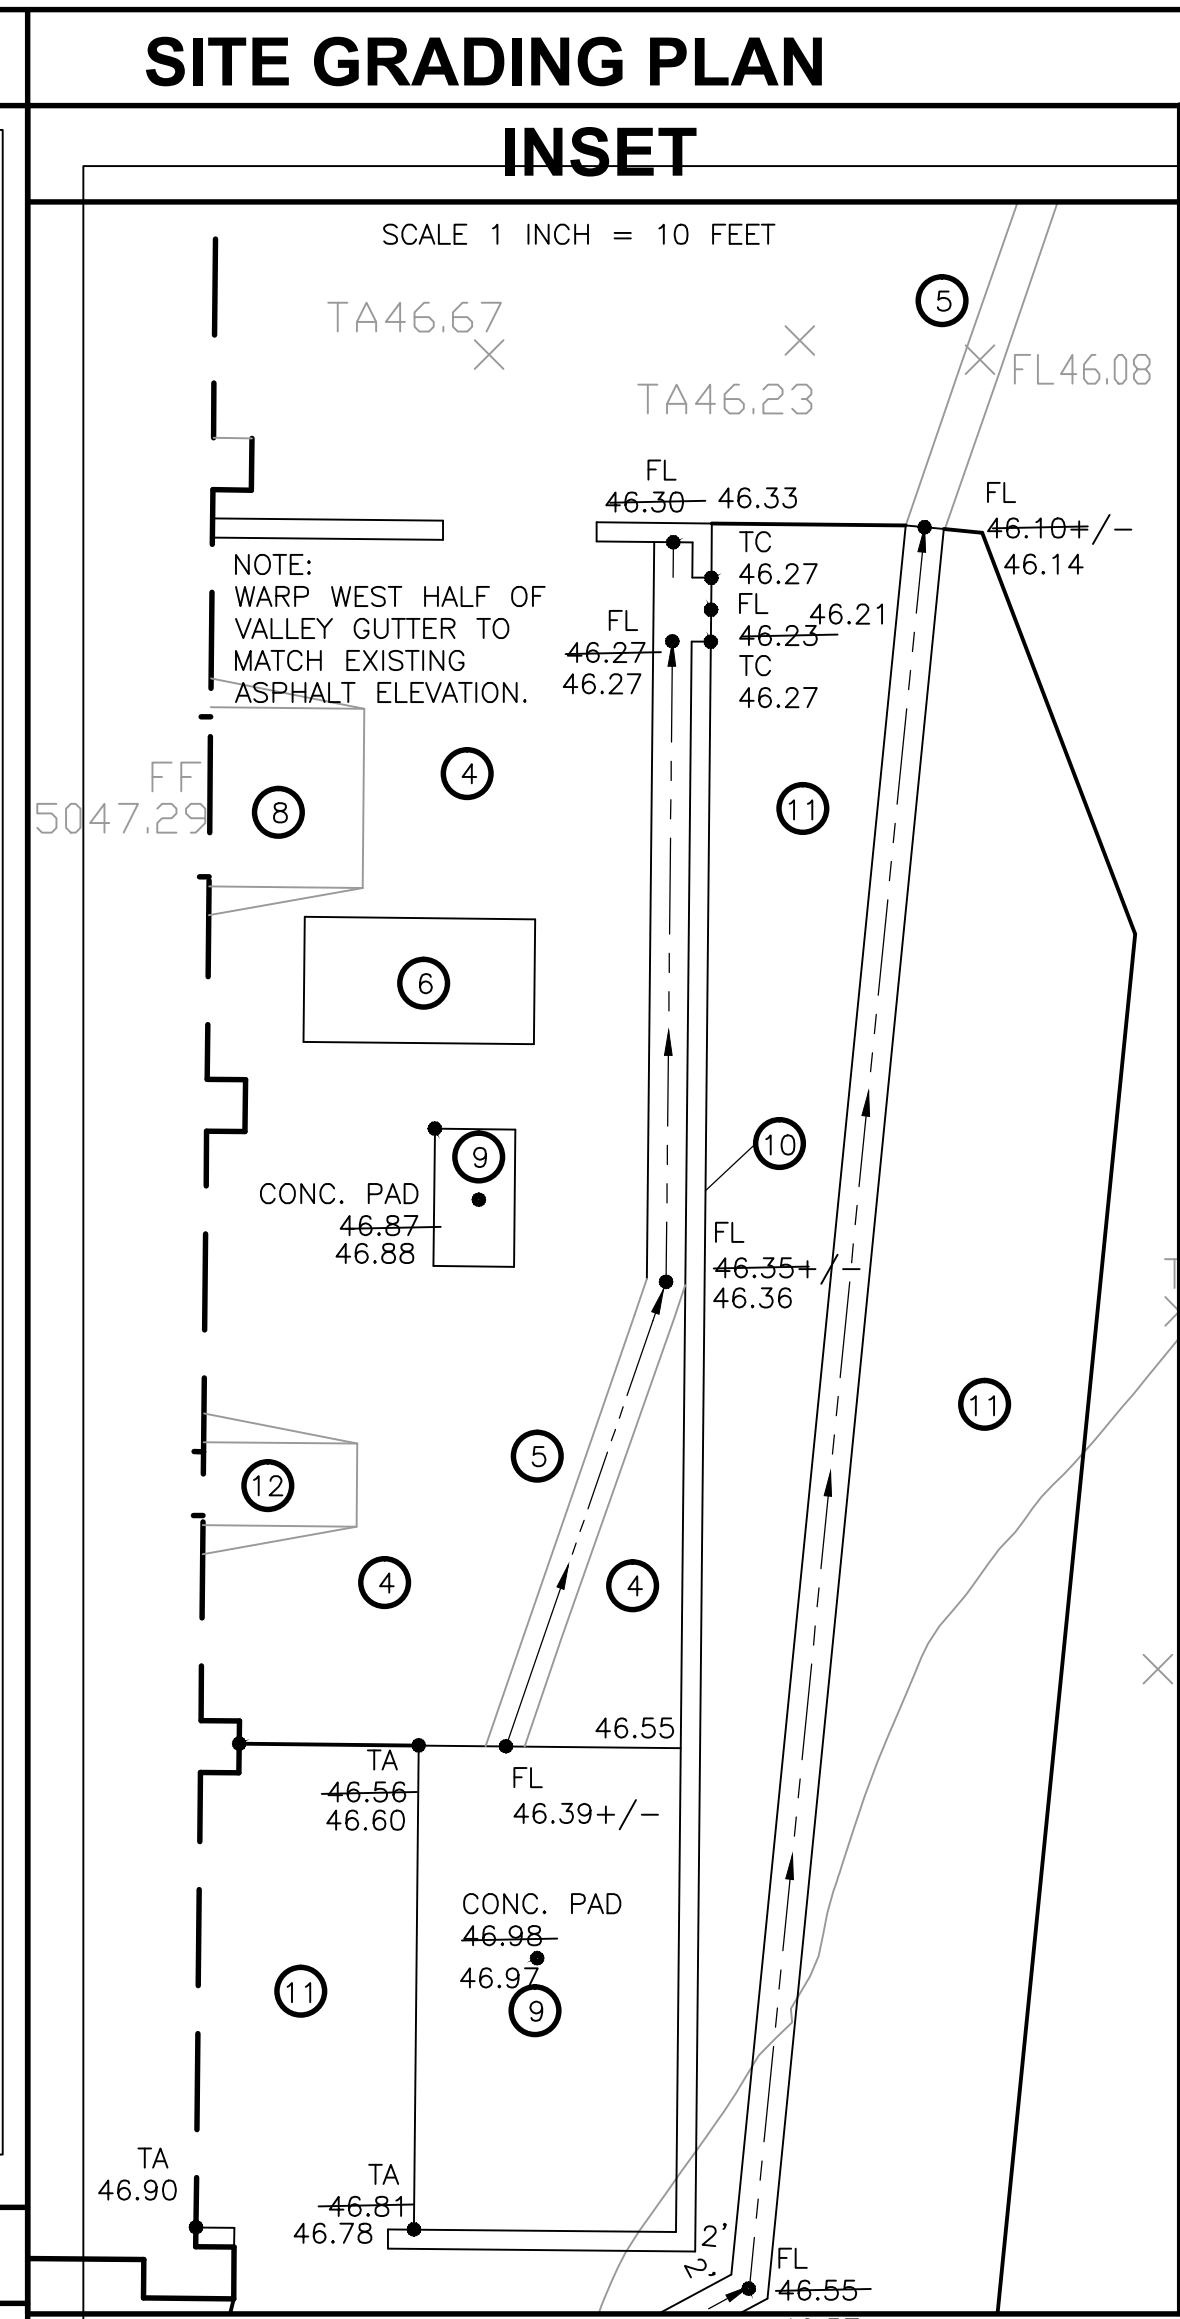 SITE GRADING PLAN
INSET
SCALE 1 INCH = 10 FEET
5
TA46.67
TA46.23
FL46.08
FL
46.30 46.33
FL
46.10+/-
46.14
TC
46.27
FL 46.21
46.23
TC
46.27
NOTE:
WARP WEST HALF OF
VALLEY GUTTER TO
MATCH EXISTING
ASPHALT ELEVATION.
FL
46.27
46.27
FF
5047.29
8
4
11
6
9
10
CONC. PAD
46.87
46.88
FL
46.35+/-
46.36
11
5
12
4
4
46.55
TA
46.56
46.60
FL
46.39+/-
CONC. PAD
46.98
46.97
9
11
TA
46.90
TA
46.81
46.78
2'
2'
FL
46.55